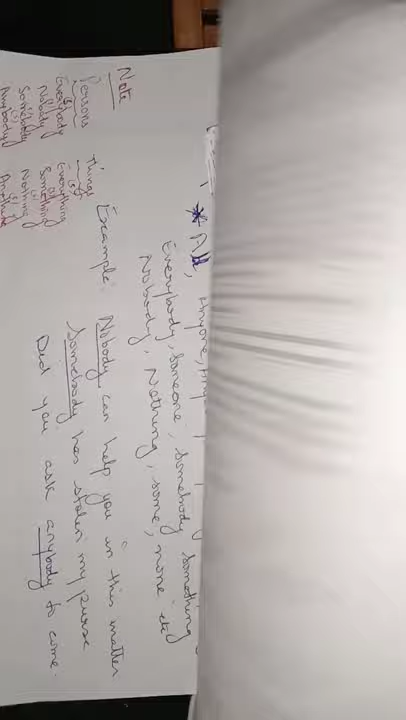 * All, Anyone, Any
Everybody, Someone, Somebody Something
Nobody, Nothing, some, none etc
Example: Nobody can help you in this matter
Somebody has stolen my purse
Did you ask anybody to come.
Note
Persons Things
Everybody Everything
Nobody Something
Somebody Nothing
Anybody